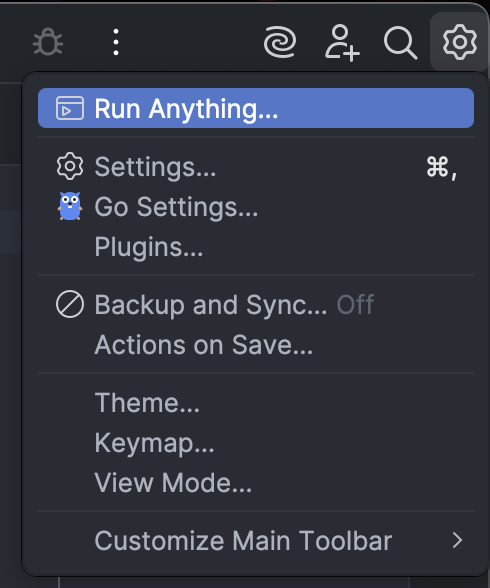 Run Anything...
Settings... ⌘,
Go Settings...
Plugins...
Backup and Sync... Off
Actions on Save...
Theme...
Keymap...
View Mode...
Customize Main Toolbar